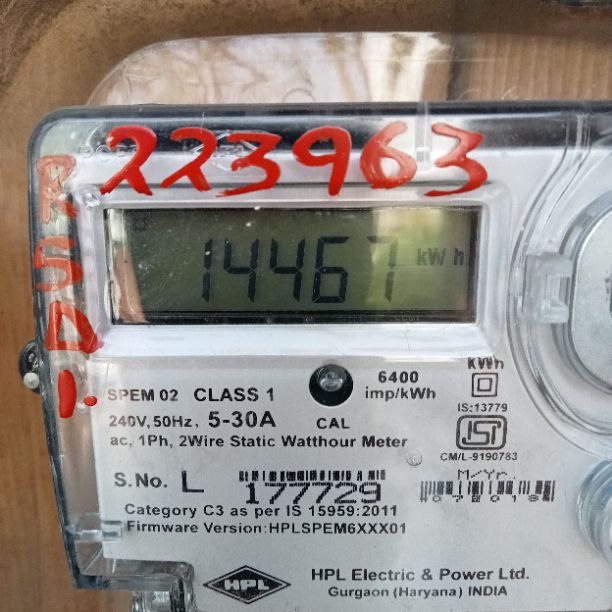 223963
RSD1.
14467 kWh
6400
imp/kWh
kWh
SPEM 02 CLASS 1
240V, 50Hz, 5-30A
CAL
IS:13779
ac, 1Ph, 2Wire Static Watthour Meter
CM/L-9190783
S.No. L 177729
M/Yr.
072018
Category C3 as per IS 15959:2011
Firmware Version:HPLSPEM6XXX01
HPL
HPL Electric & Power Ltd.
Gurgaon (Haryana) INDIA